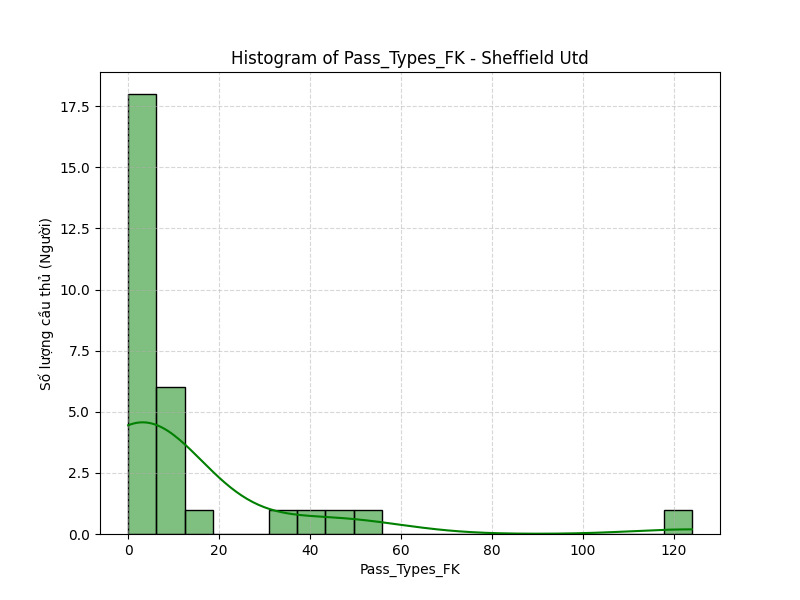 Histogram of Pass_Types_FK - Sheffield Utd
17.5
15.0
12.5
10.0
7.5
5.0
2.5
0.0
Số lượng cầu thủ (Người)
0 20 40 60 80 100 120
Pass_Types_FK